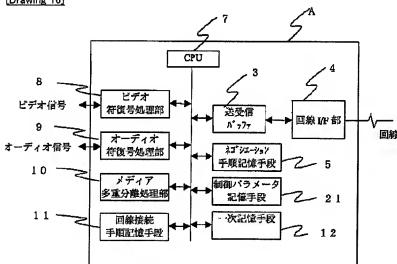 [Drawing 16]
7
A
CPU
8
3
4
ビデオ信号
ビデオ
符復号処理部
送受信
バッファ
回線I/F部
回線
9
オーディオ信号
オーディオ
符復号処理部
ネゴシエーション
手順記憶手段
5
10
メディア
多重分離処理部
制御パラメータ
記憶手段
21
11
回線接続
手順記憶手段
一次記憶手段
12